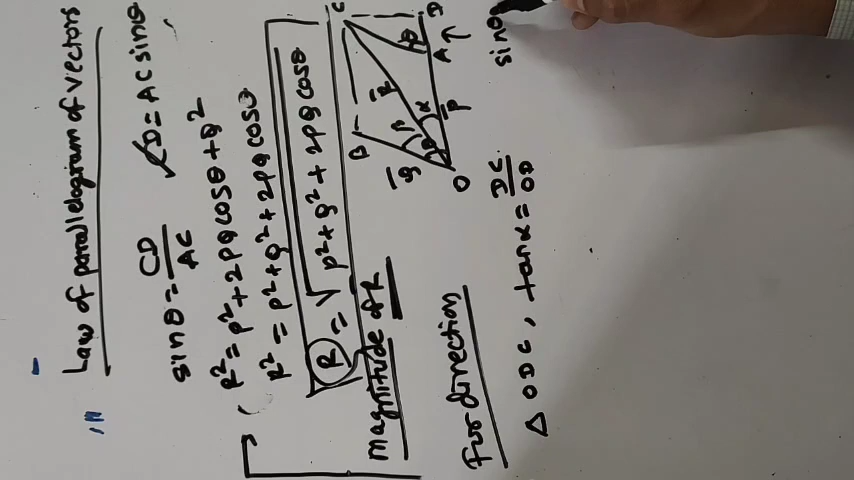 Law of parallelogram of vectors
sinθ = CD/AC CD = AC sinθ
R² = P² + 2PQ cosθ + Q²
R² = P² + Q² + 2PQ cosθ
R = √P² + Q² + 2PQ cosθ
magnitude of R
C
D
B
θ
A
R
Q
β
α
θ
P
O
For direction
Δ ODC, tanα = DC/OD
sinθ